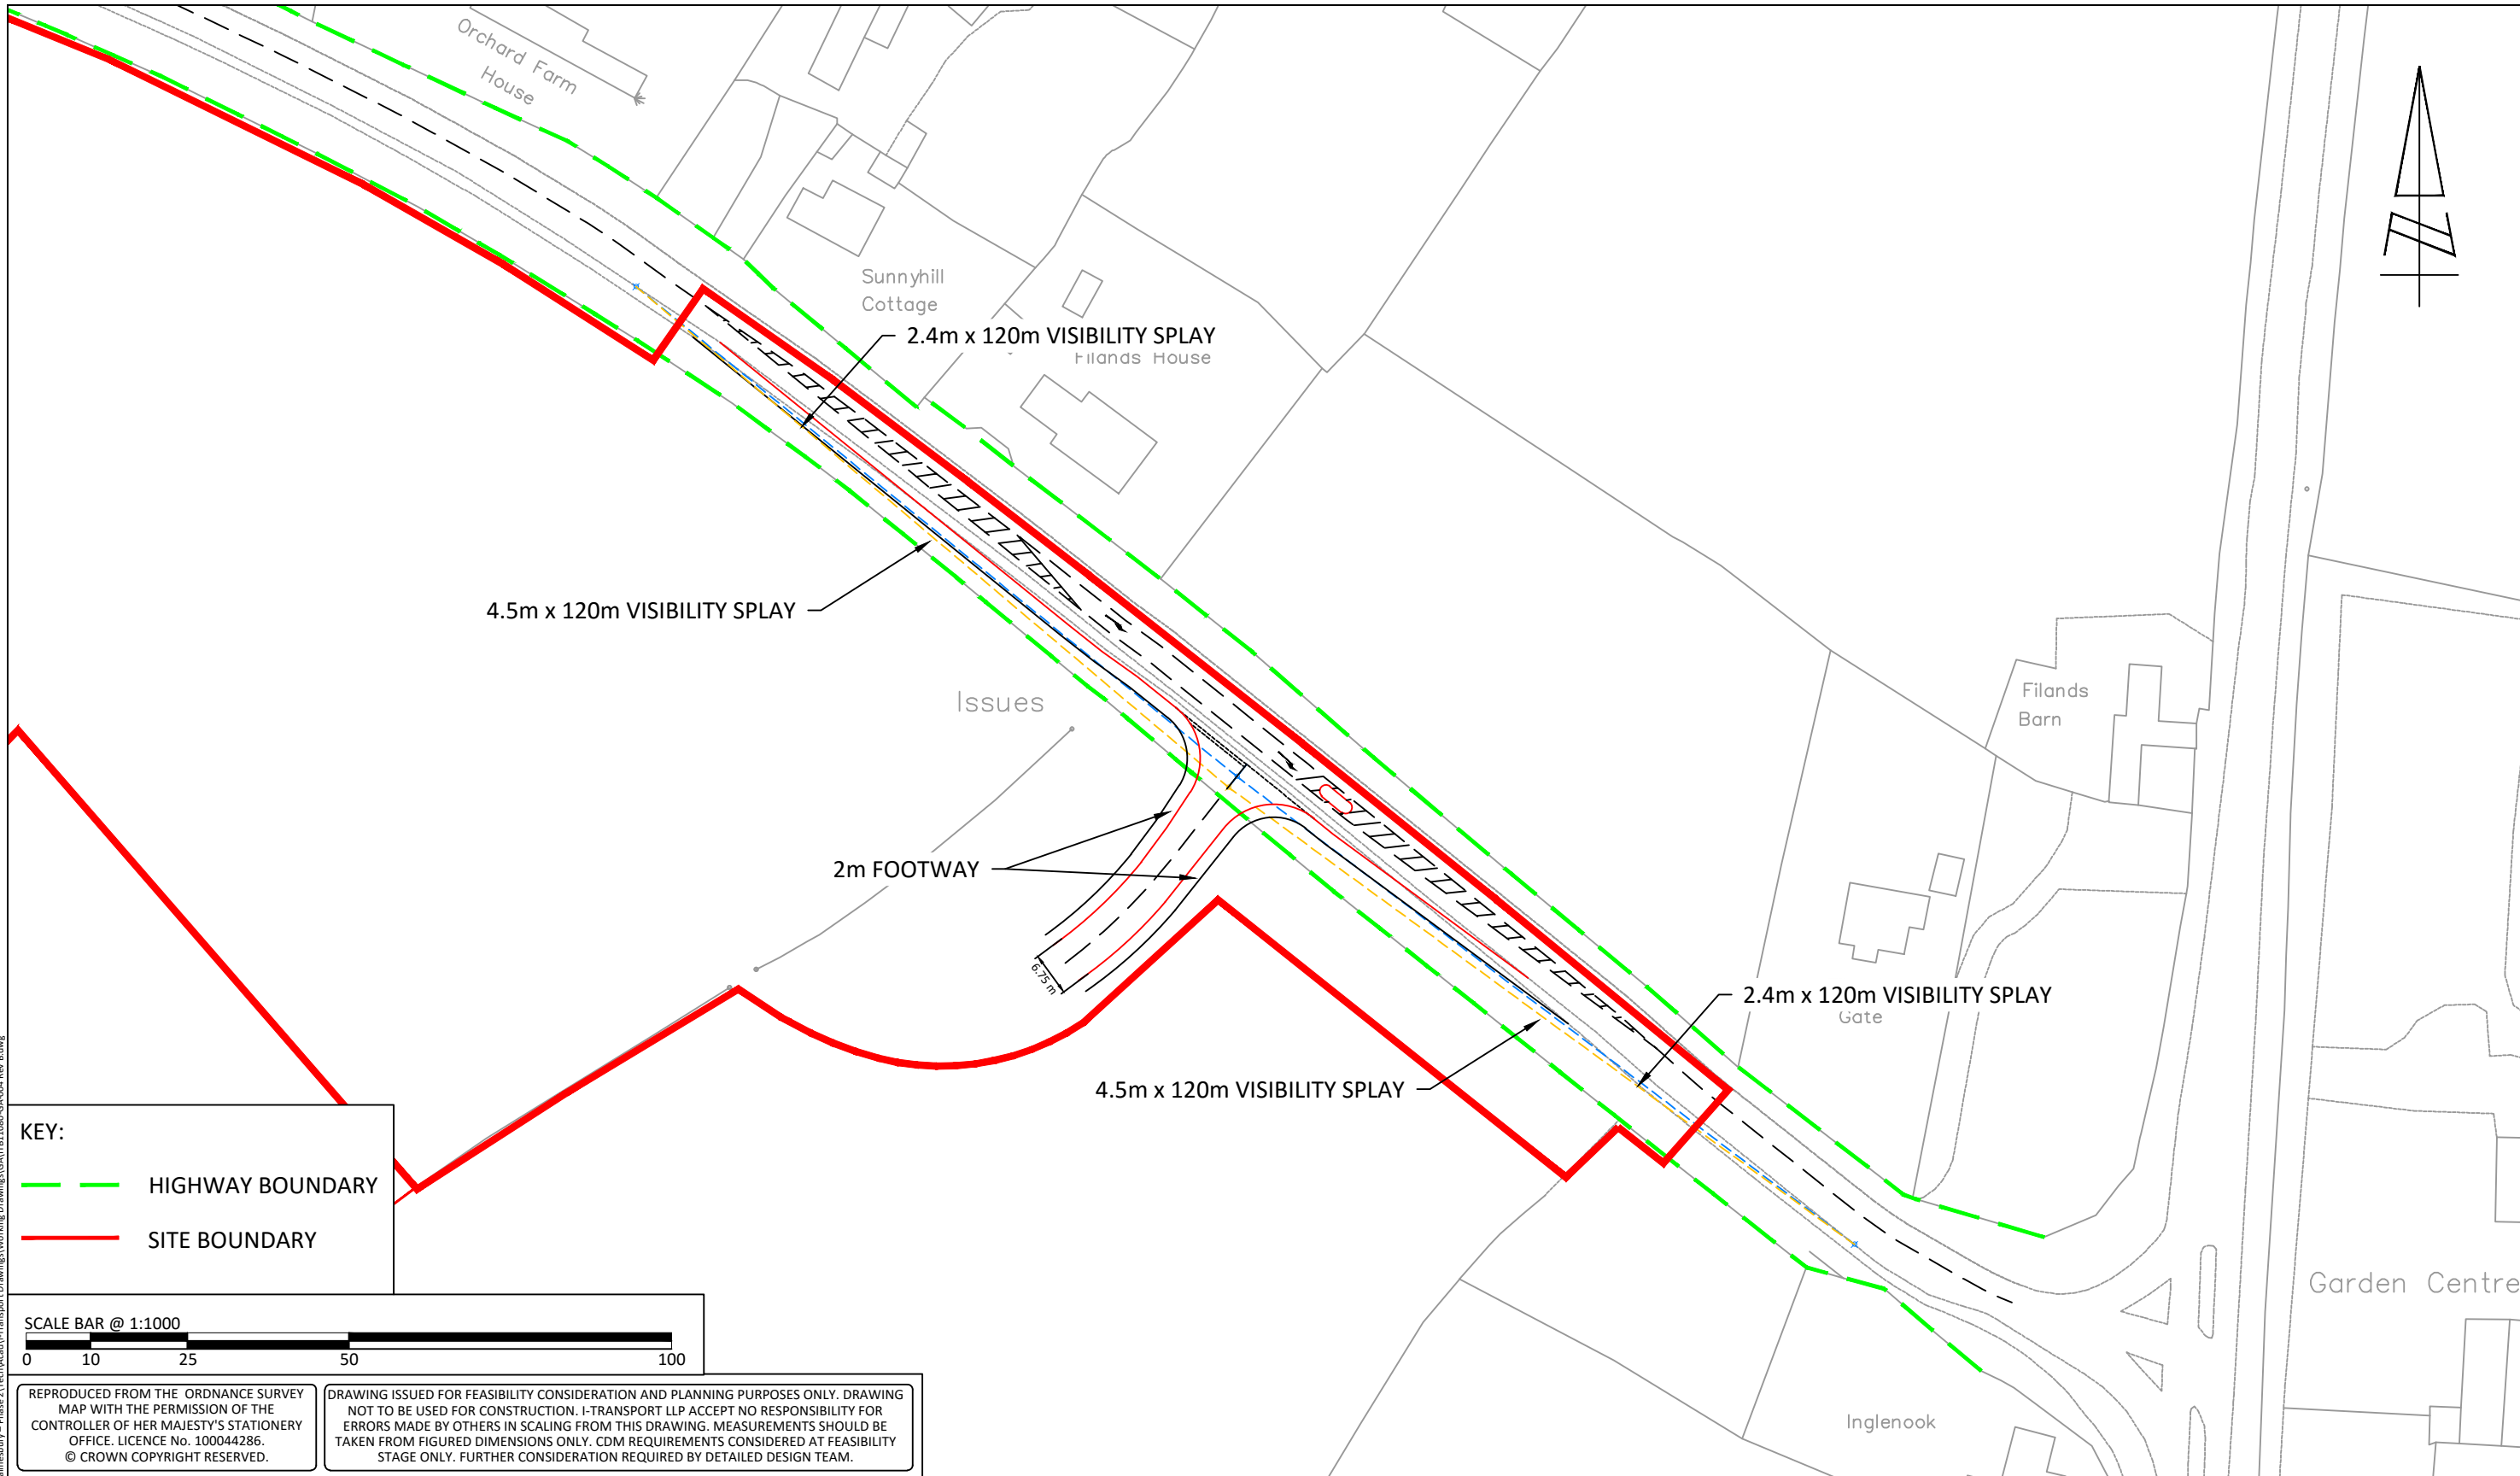 Orchard Farm
House
Sunnyhill
Cottage
2.4m x 120m VISIBILITY SPLAY
Filands House
4.5m x 120m VISIBILITY SPLAY
Issues
Filands
Barn
2m FOOTWAY
6.75 m
2.4m x 120m VISIBILITY SPLAY
Gate
4.5m x 120m VISIBILITY SPLAY
N
Garden Centre
Inglenook
KEY:
HIGHWAY BOUNDARY
SITE BOUNDARY
SCALE BAR @ 1:1000
0 10 25 50 100
REPRODUCED FROM THE ORDNANCE SURVEY
MAP WITH THE PERMISSION OF THE
CONTROLLER OF HER MAJESTY'S STATIONERY
OFFICE. LICENCE No. 100044286.
© CROWN COPYRIGHT RESERVED.
DRAWING ISSUED FOR FEASIBILITY CONSIDERATION AND PLANNING PURPOSES ONLY. DRAWING
NOT TO BE USED FOR CONSTRUCTION. I-TRANSPORT LLP ACCEPT NO RESPONSIBILITY FOR
ERRORS MADE BY OTHERS IN SCALING FROM THIS DRAWING. MEASUREMENTS SHOULD BE
TAKEN FROM FIGURED DIMENSIONS ONLY. CDM REQUIREMENTS CONSIDERED AT FEASIBILITY
STAGE ONLY. FURTHER CONSIDERATION REQUIRED BY DETAILED DESIGN TEAM.